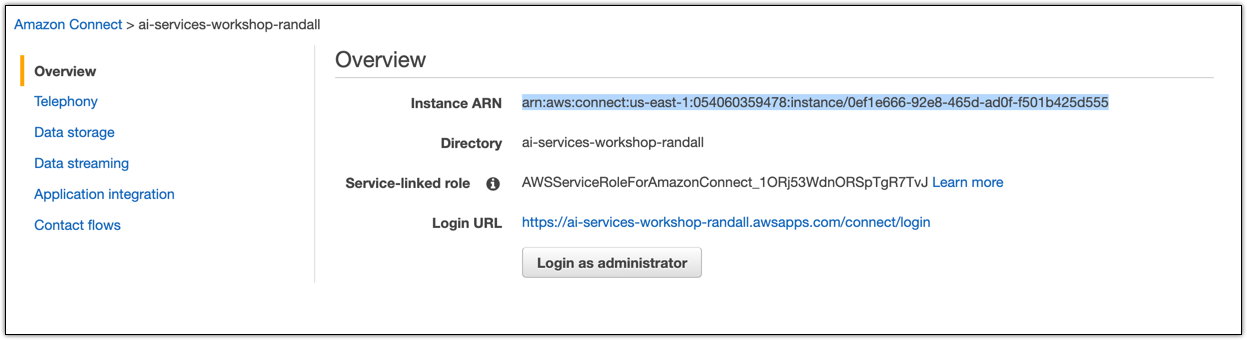 Amazon Connect > ai-services-workshop-randall
Overview
Telephony
Data storage
Data streaming
Application integration
Contact flows
Overview
Instance ARN arn:aws:connect:us-east-1:054060359478:instance/0ef1e666-92e8-465d-ad0f-f501b425d555
Directory ai-services-workshop-randall
Service-linked role AWSServiceRoleForAmazonConnect_1ORj53WdnORSpTgR7TvJ Learn more
Login URL https://ai-services-workshop-randall.awsapps.com/connect/login
Login as administrator